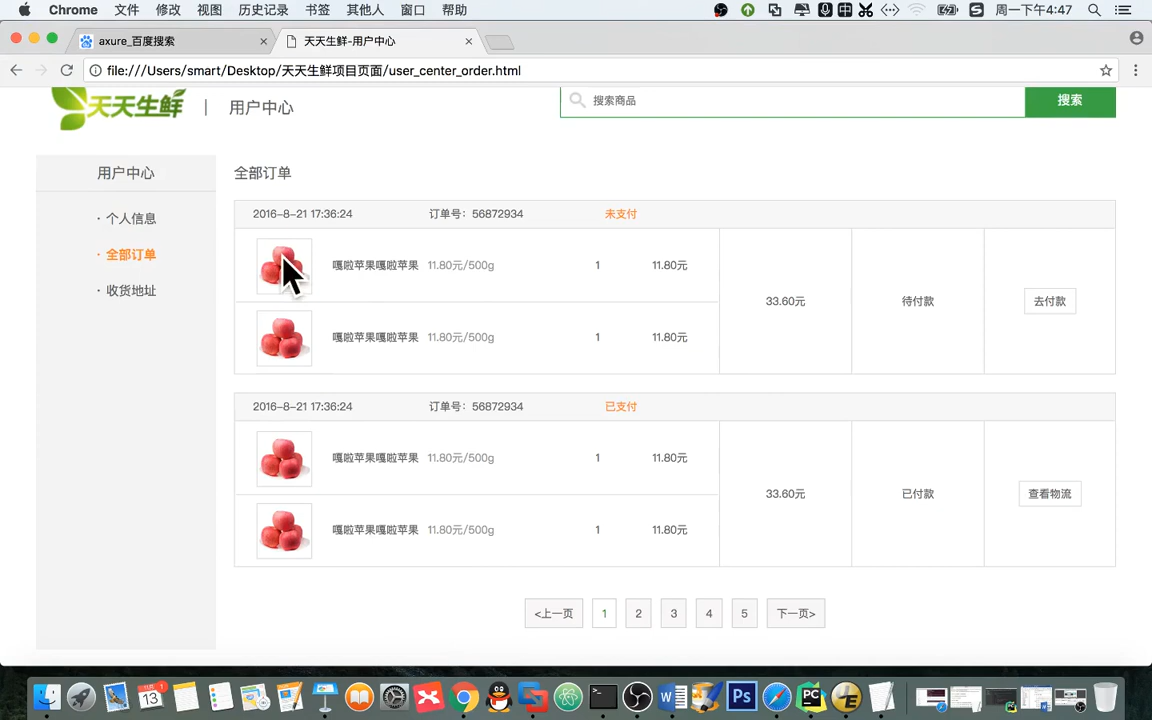 Chrome 文件 修改 视图 历史记录 书签 其他人 窗口 帮助 周一下午4:47
axure_百度搜索 天天生鲜-用户中心
file:///Users/smart/Desktop/天天生鲜项目页面/user_center_order.html
天天生鲜 | 用户中心 搜索商品 搜索
用户中心 全部订单
· 个人信息
· 全部订单
· 收货地址
2016-8-21 17:36:24 订单号：56872934 未支付
嘎啦苹果嘎啦苹果 11.80元/500g 1 11.80元
33.60元 待付款 去付款
嘎啦苹果嘎啦苹果 11.80元/500g 1 11.80元
2016-8-21 17:36:24 订单号：56872934 已支付
嘎啦苹果嘎啦苹果 11.80元/500g 1 11.80元
33.60元 已付款 查看物流
嘎啦苹果嘎啦苹果 11.80元/500g 1 11.80元
<上一页 1 2 3 4 5 下一页>
13 Ps PC